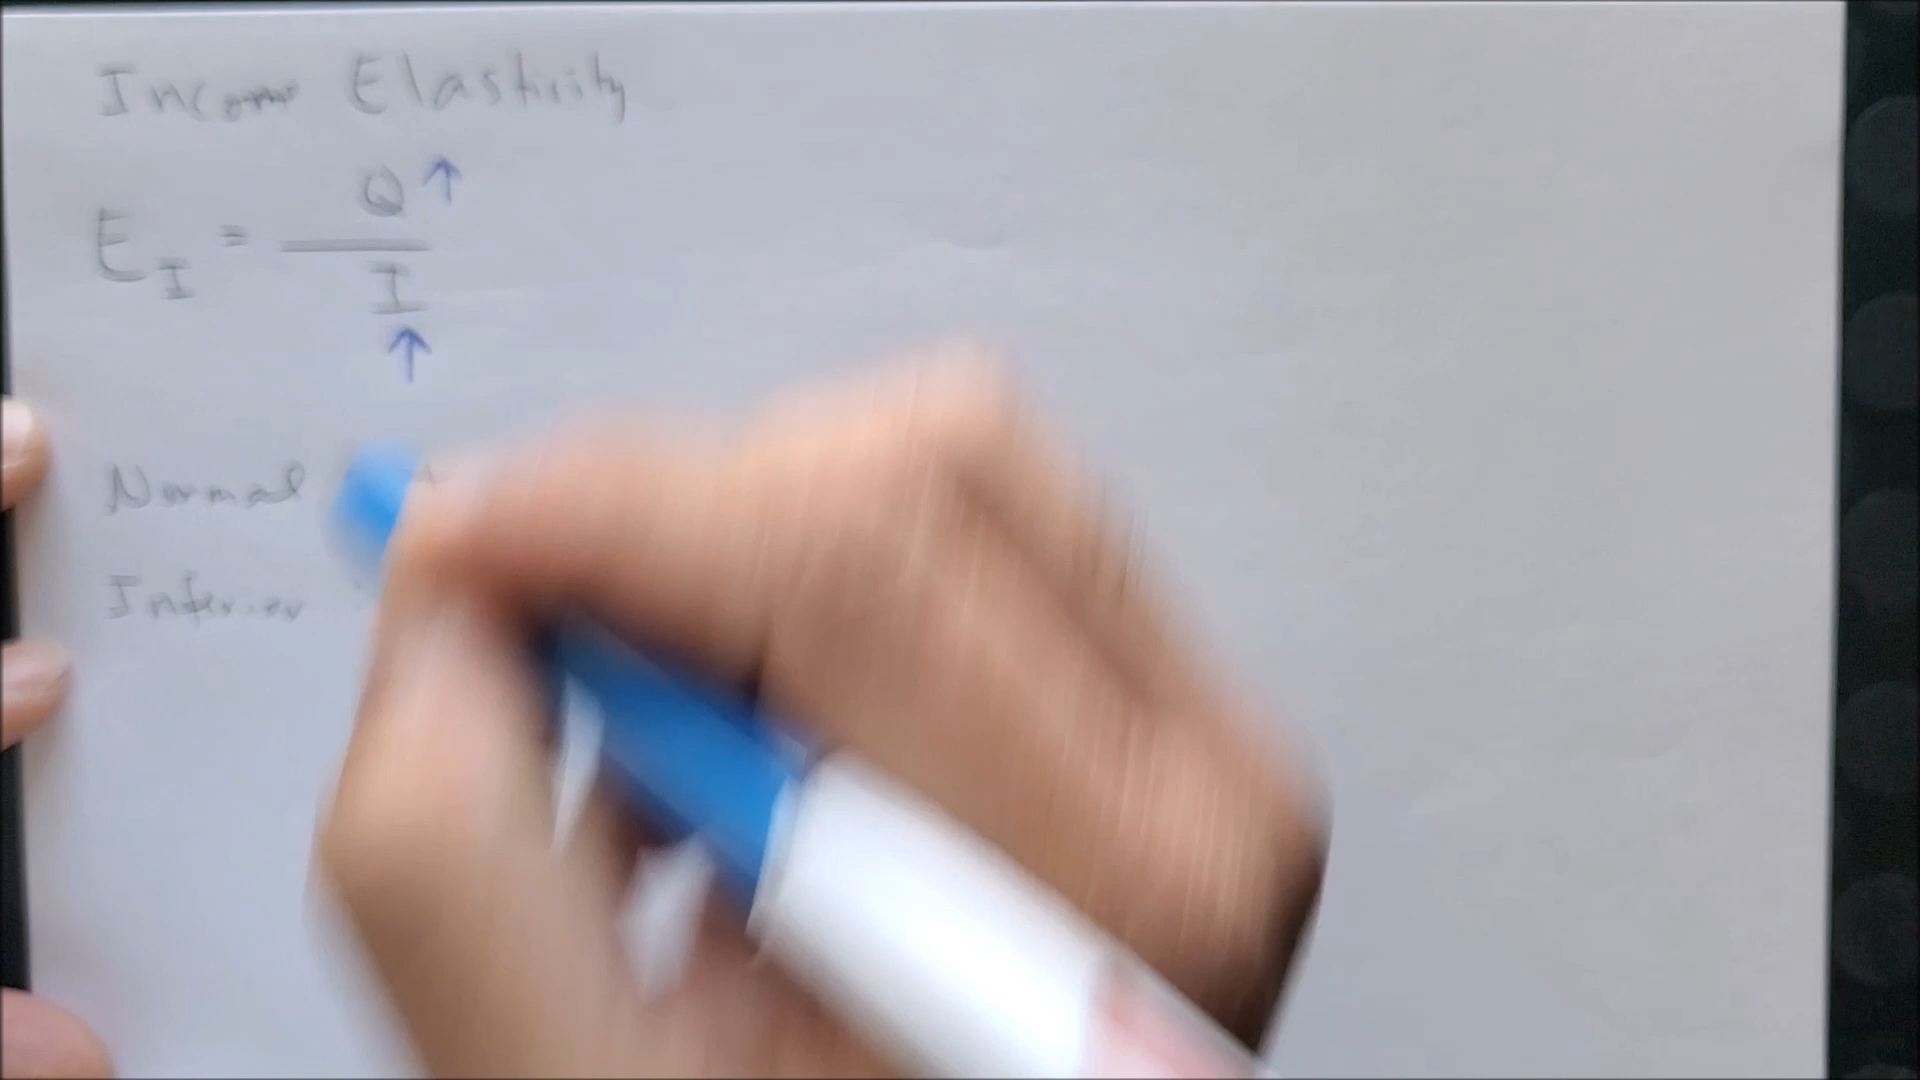 Income Elasticity
Q ↑
E_I = ―
I
↑
Normal +
Inferior